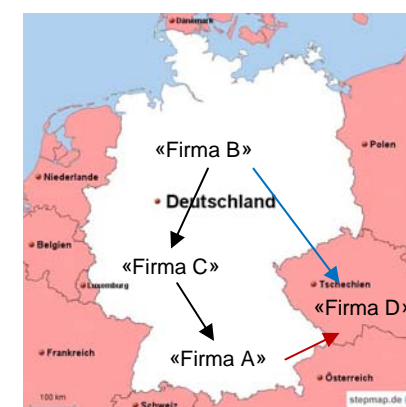 Dänemark
«Firma B»
Polen
Niederlande
Deutschland
Belgien
«Firma C»
Luxemburg
Tschechien
«Firma D»
Frankreich
«Firma A»
Österreich
100 km
Schweiz
stepmap.de